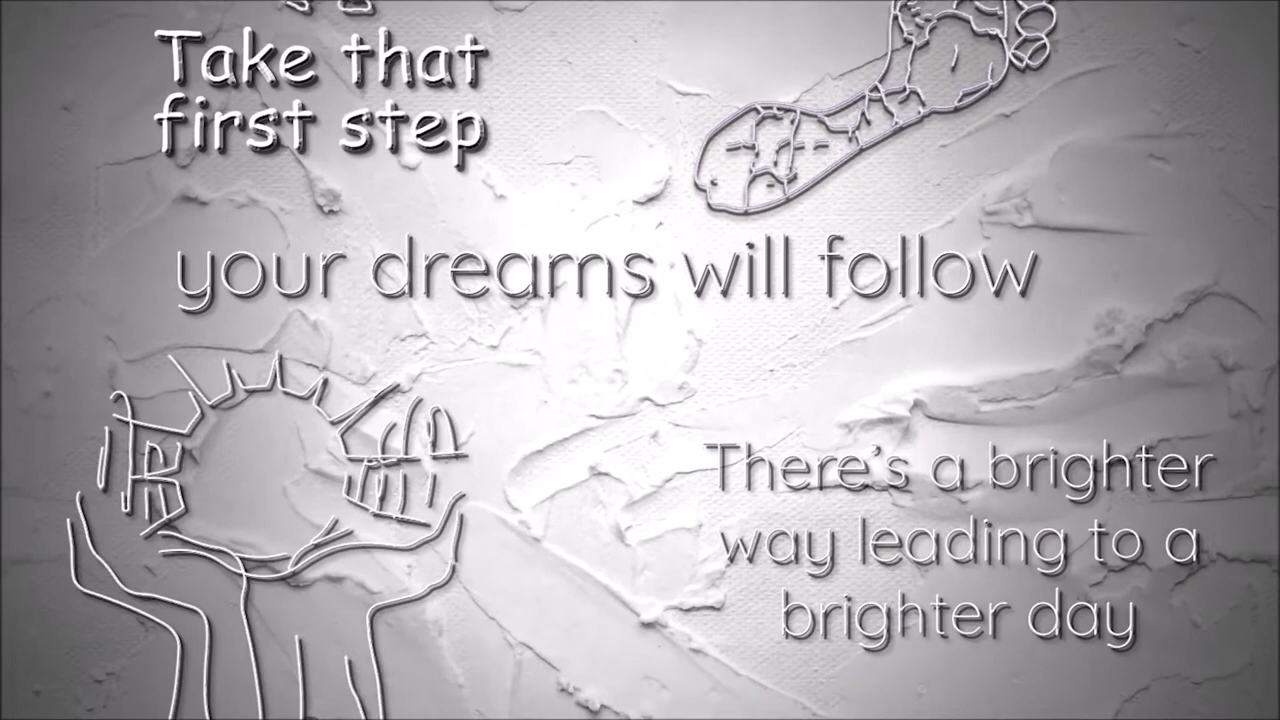 Take that
first step
your dreams will follow
There's a brighter
way leading to a
brighter day